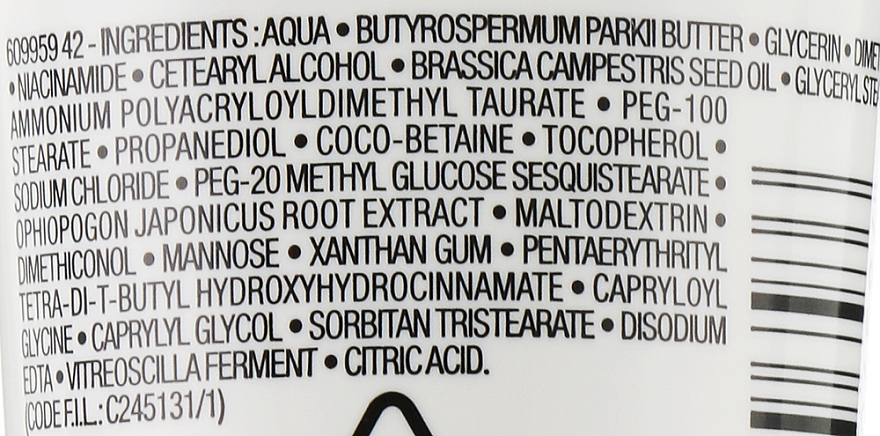 609959 42 - INGREDIENTS : AQUA • BUTYROSPERMUM PARKII BUTTER • GLYCERIN •
• NIACINAMIDE • CETEARYL ALCOHOL • BRASSICA CAMPESTRIS SEED OIL • GLYCERYL
AMMONIUM POLYACRYLOYLDIMETHYL TAURATE • PEG-100
STEARATE • PROPANEDIOL • COCO-BETAINE • TOCOPHEROL •
SODIUM CHLORIDE • PEG-20 METHYL GLUCOSE SESQUISTEARATE •
OPHIOPOGON JAPONICUS ROOT EXTRACT • MALTODEXTRIN •
DIMETHICONOL • MANNOSE • XANTHAN GUM • PENTAERYTHRITYL
TETRA-DI-T-BUTYL HYDROXYHYDROCINNAMATE • CAPRYLOYL
GLYCINE • CAPRYLYL GLYCOL • SORBITAN TRISTEARATE • DISODIUM
EDTA • VITREOSCILLA FERMENT • CITRIC ACID.
(CODE F.I.L.: C245131/1)